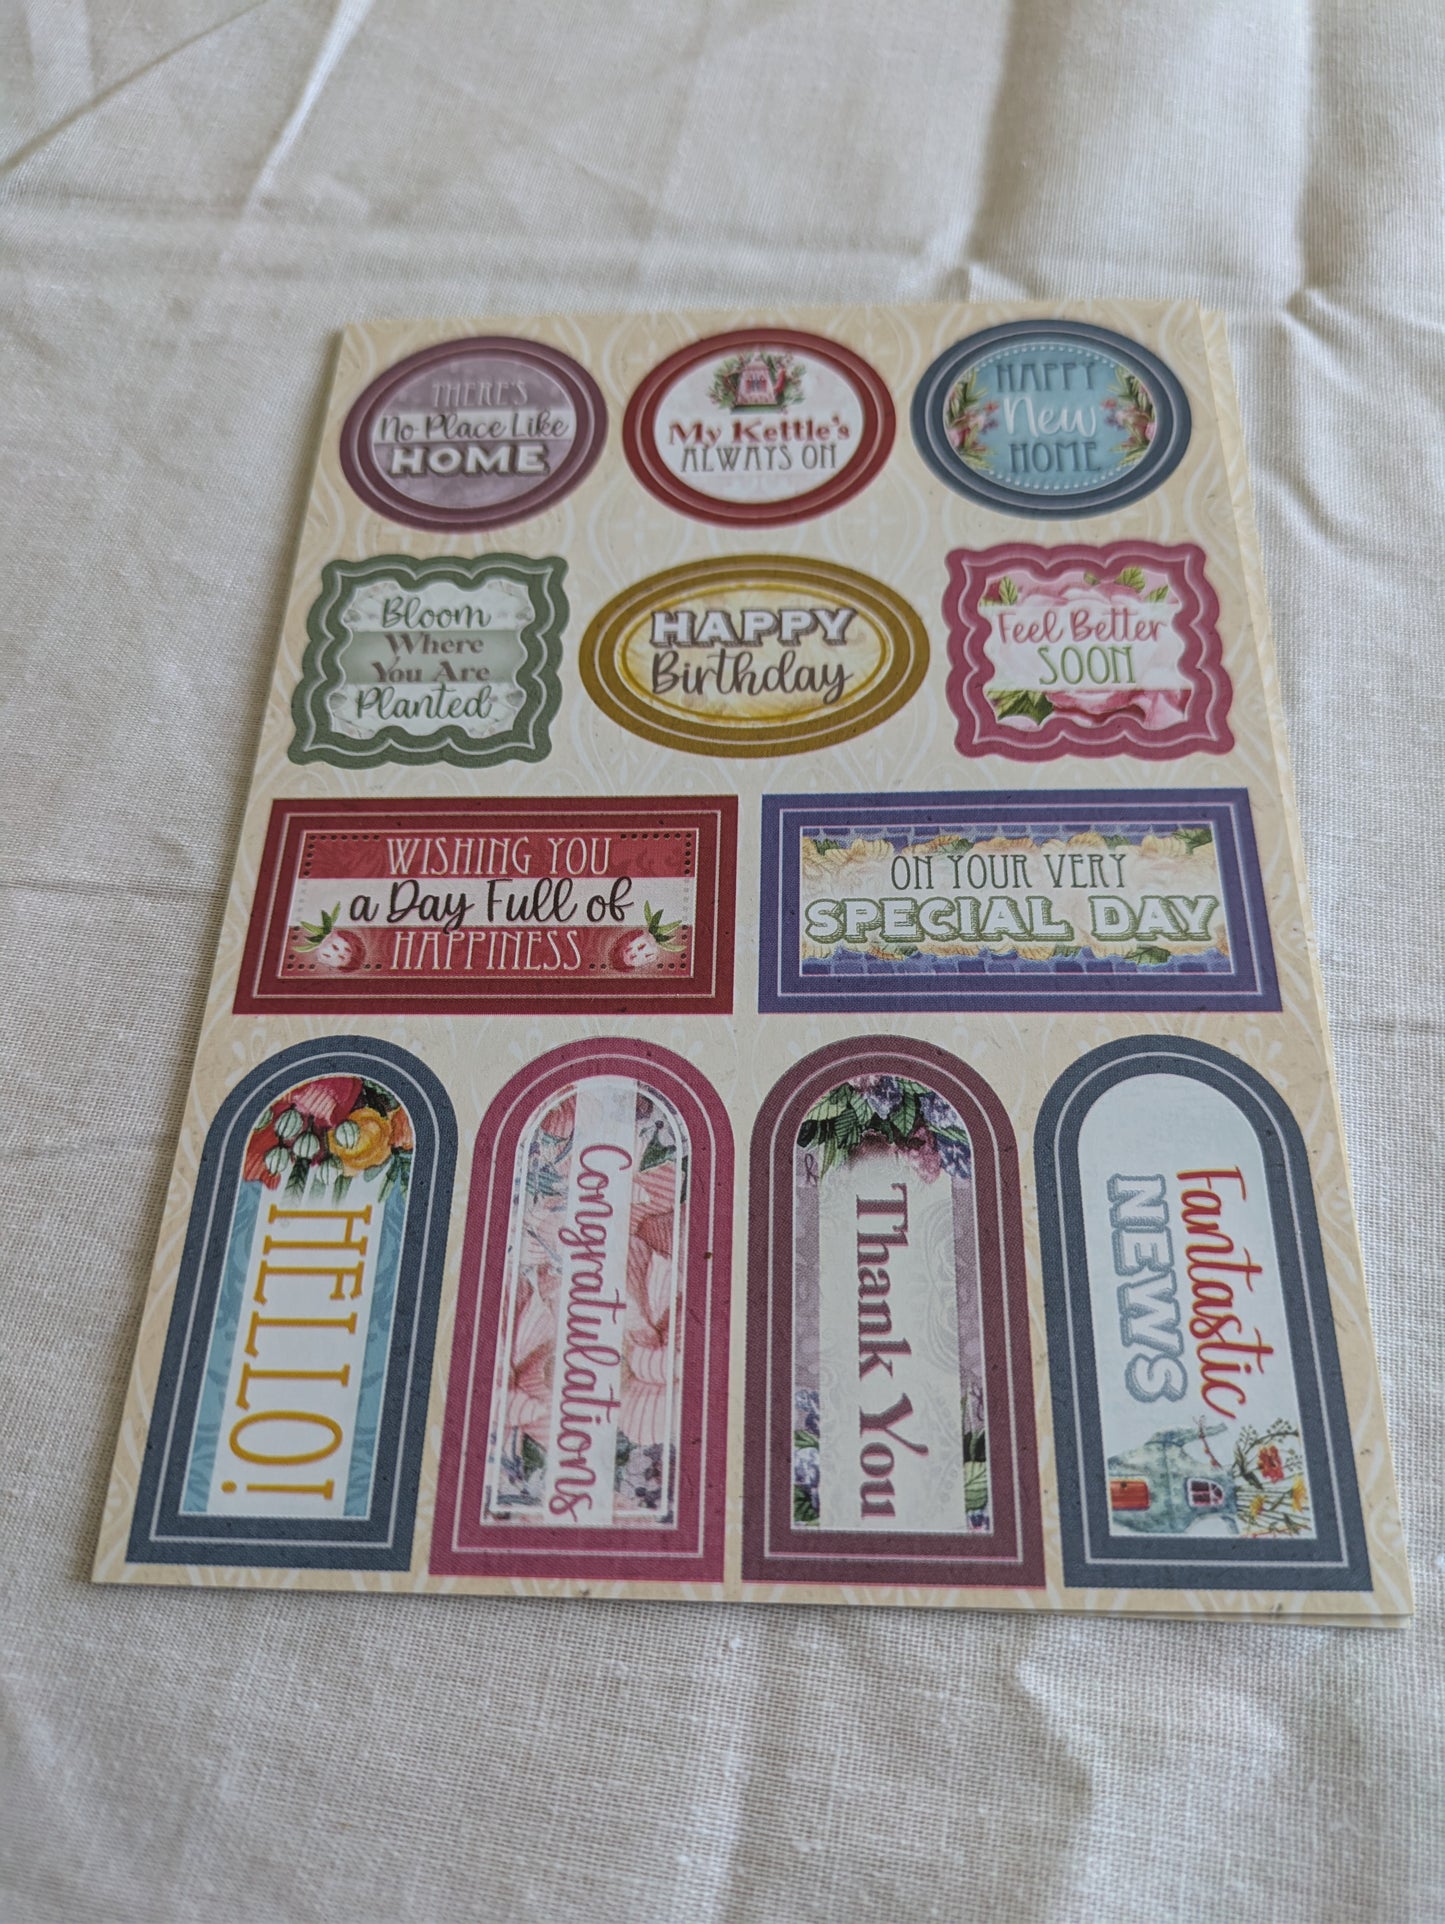 THERE'S
No Place Like
HOME
My Kettle's
ALWAYS ON
HAPPY
New
HOME
Bloom
Where
You Are
Planted
HAPPY
Birthday
Feel Better
SOON
WISHING YOU
a Day Full of
HAPPINESS
ON YOUR VERY
SPECIAL DAY
HELLO!
Congratulations
Thank You
Fantastic
NEWS